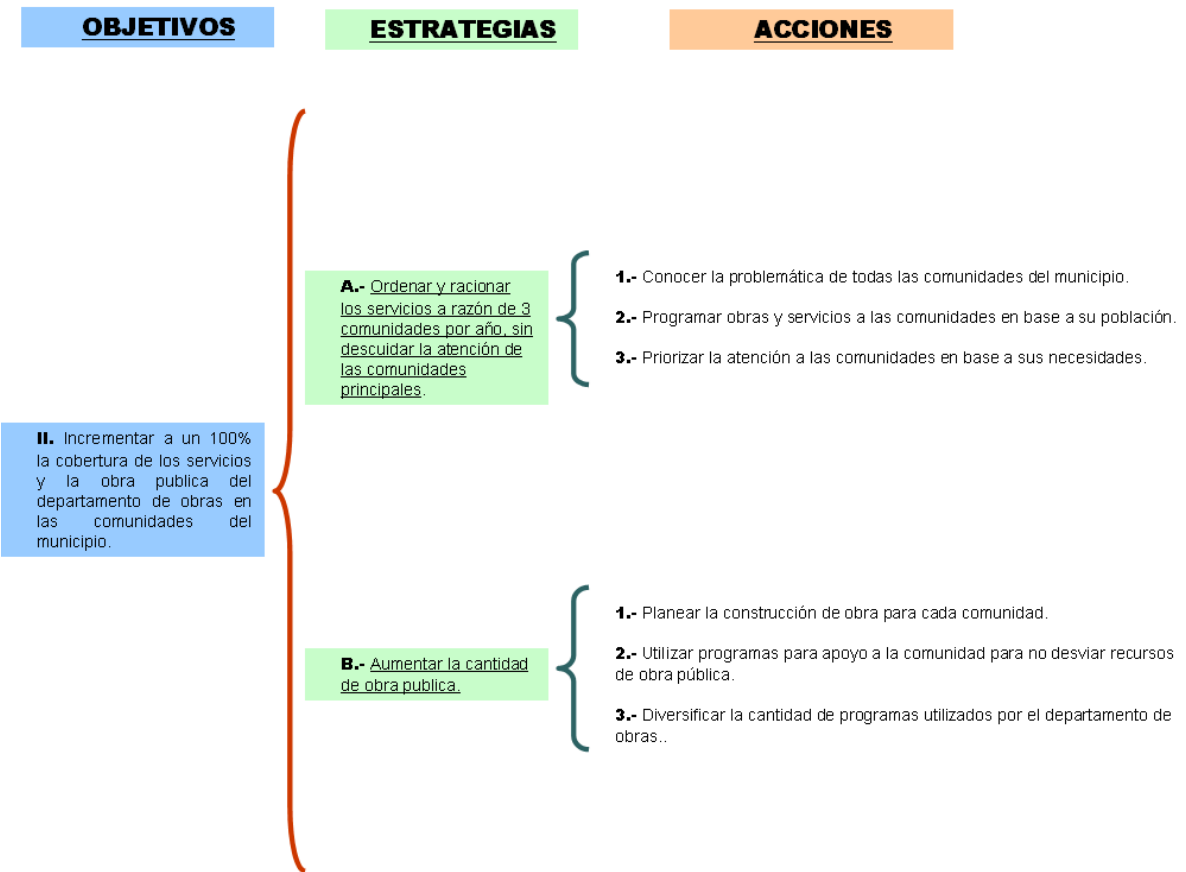 OBJETIVOS
ESTRATEGIAS
ACCIONES
II. Incrementar a un 100%
la cobertura de los servicios
y la obra publica del
departamento de obras en
las comunidades del
municipio.
A.- Ordenar y racionar
los servicios a razón de 3
comunidades por año, sin
descuidar la atención de
las comunidades
principales.
1.- Conocer la problemática de todas las comunidades del municipio.
2.- Programar obras y servicios a las comunidades en base a su población.
3.- Priorizar la atención a las comunidades en base a sus necesidades.
B.- Aumentar la cantidad
de obra publica.
1.- Planear la construcción de obra para cada comunidad.
2.- Utilizar programas para apoyo a la comunidad para no desviar recursos
de obra pública.
3.- Diversificar la cantidad de programas utilizados por el departamento de
obras..